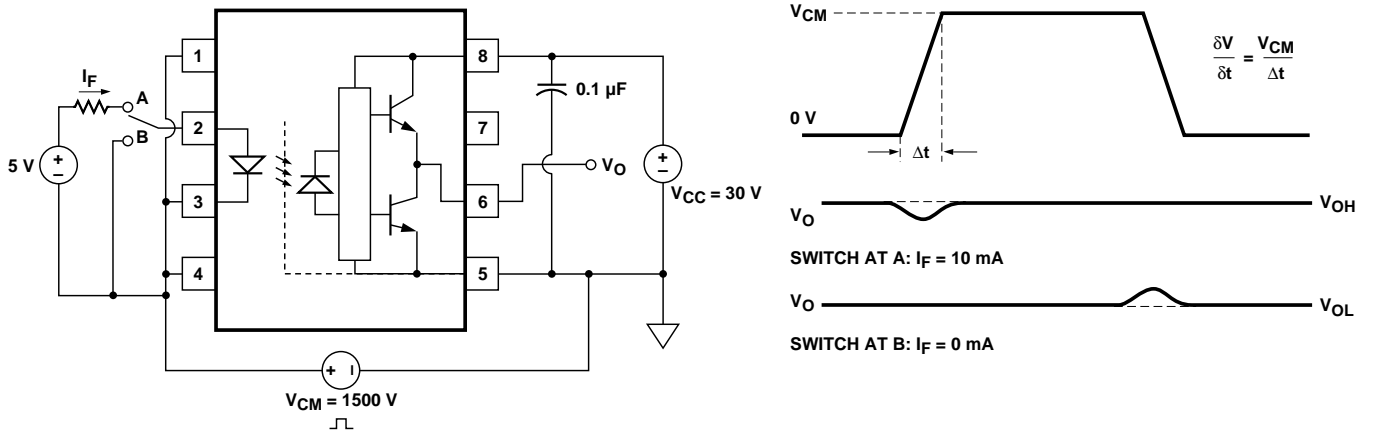 I_F
A
B
5 V
+
–
1
2
3
4
8
7
6
5
0.1 µF
V_O
+
–
V_CC = 30 V
+ –
V_CM = 1500 V
V_CM
0 V
Δt
δV/δt = V_CM/Δt
V_O V_OH
SWITCH AT A: I_F = 10 mA
V_O V_OL
SWITCH AT B: I_F = 0 mA